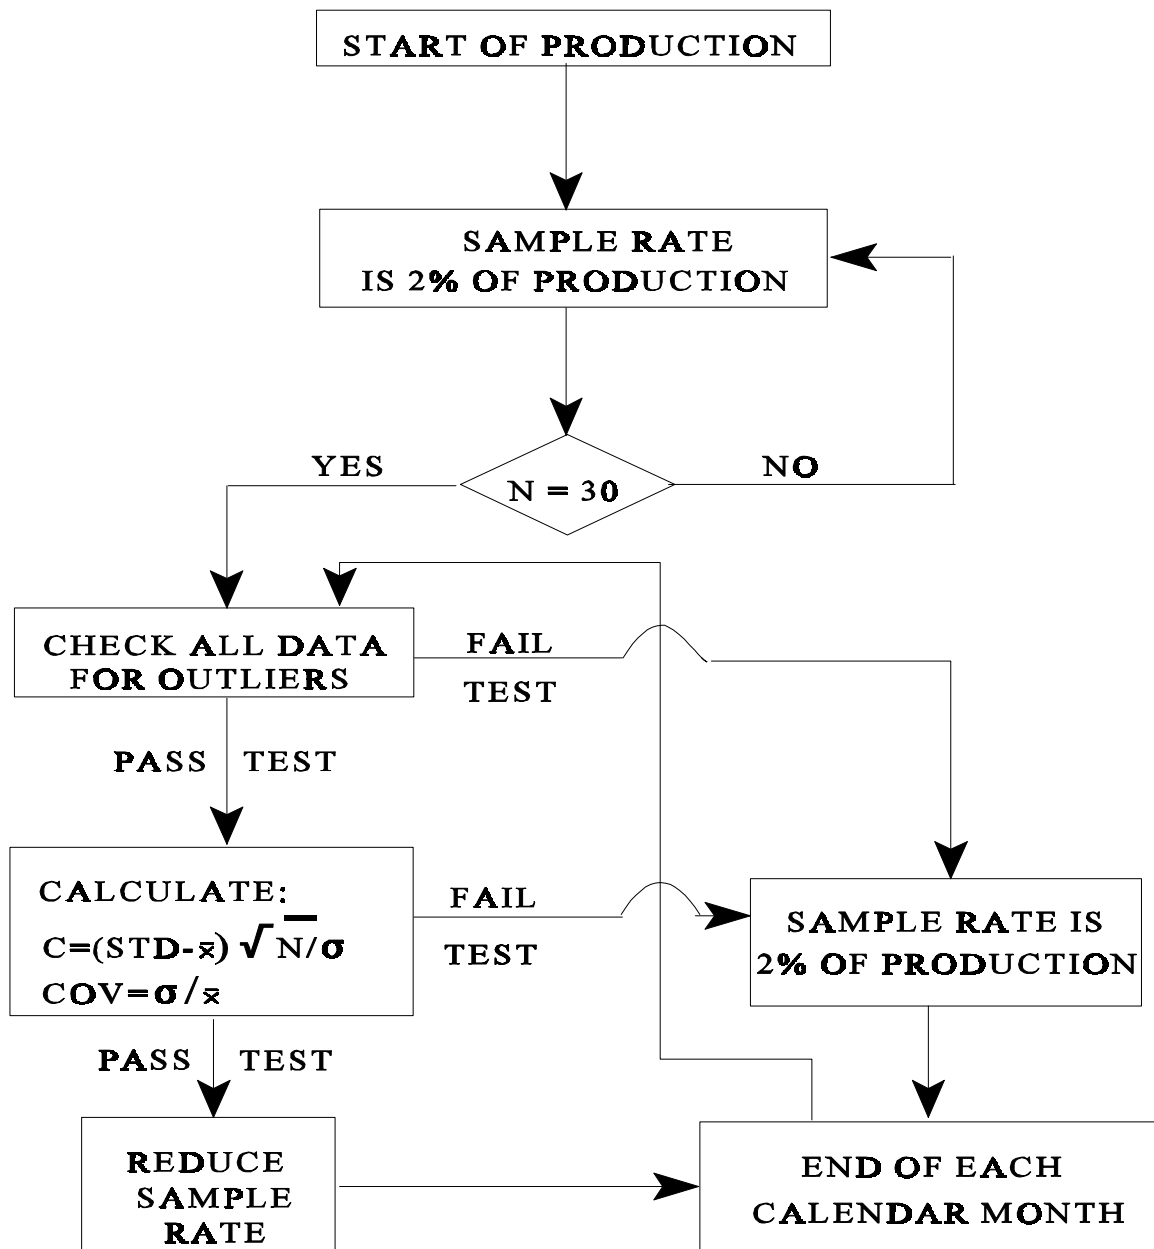 START OF PRODUCTION
SAMPLE RATE
IS 2% OF PRODUCTION
YES
N = 30
NO
CHECK ALL DATA
FOR OUTLIERS
FAIL
TEST
PASS TEST
CALCULATE:
C=(STD-x̄) √N/σ
COV=σ/x̄
FAIL
TEST
SAMPLE RATE IS
2% OF PRODUCTION
PASS TEST
REDUCE
SAMPLE
RATE
END OF EACH
CALENDAR MONTH